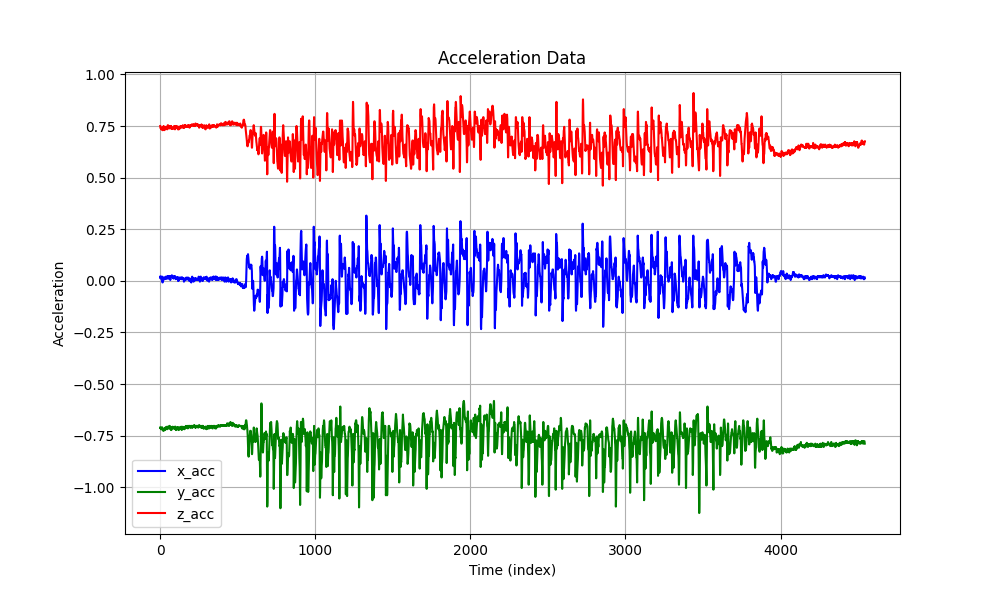 Acceleration Data
1.00
0.75
0.50
0.25
0.00
−0.25
−0.50
−0.75
−1.00
Acceleration
x_acc
y_acc
z_acc
0 1000 2000 3000 4000
Time (index)